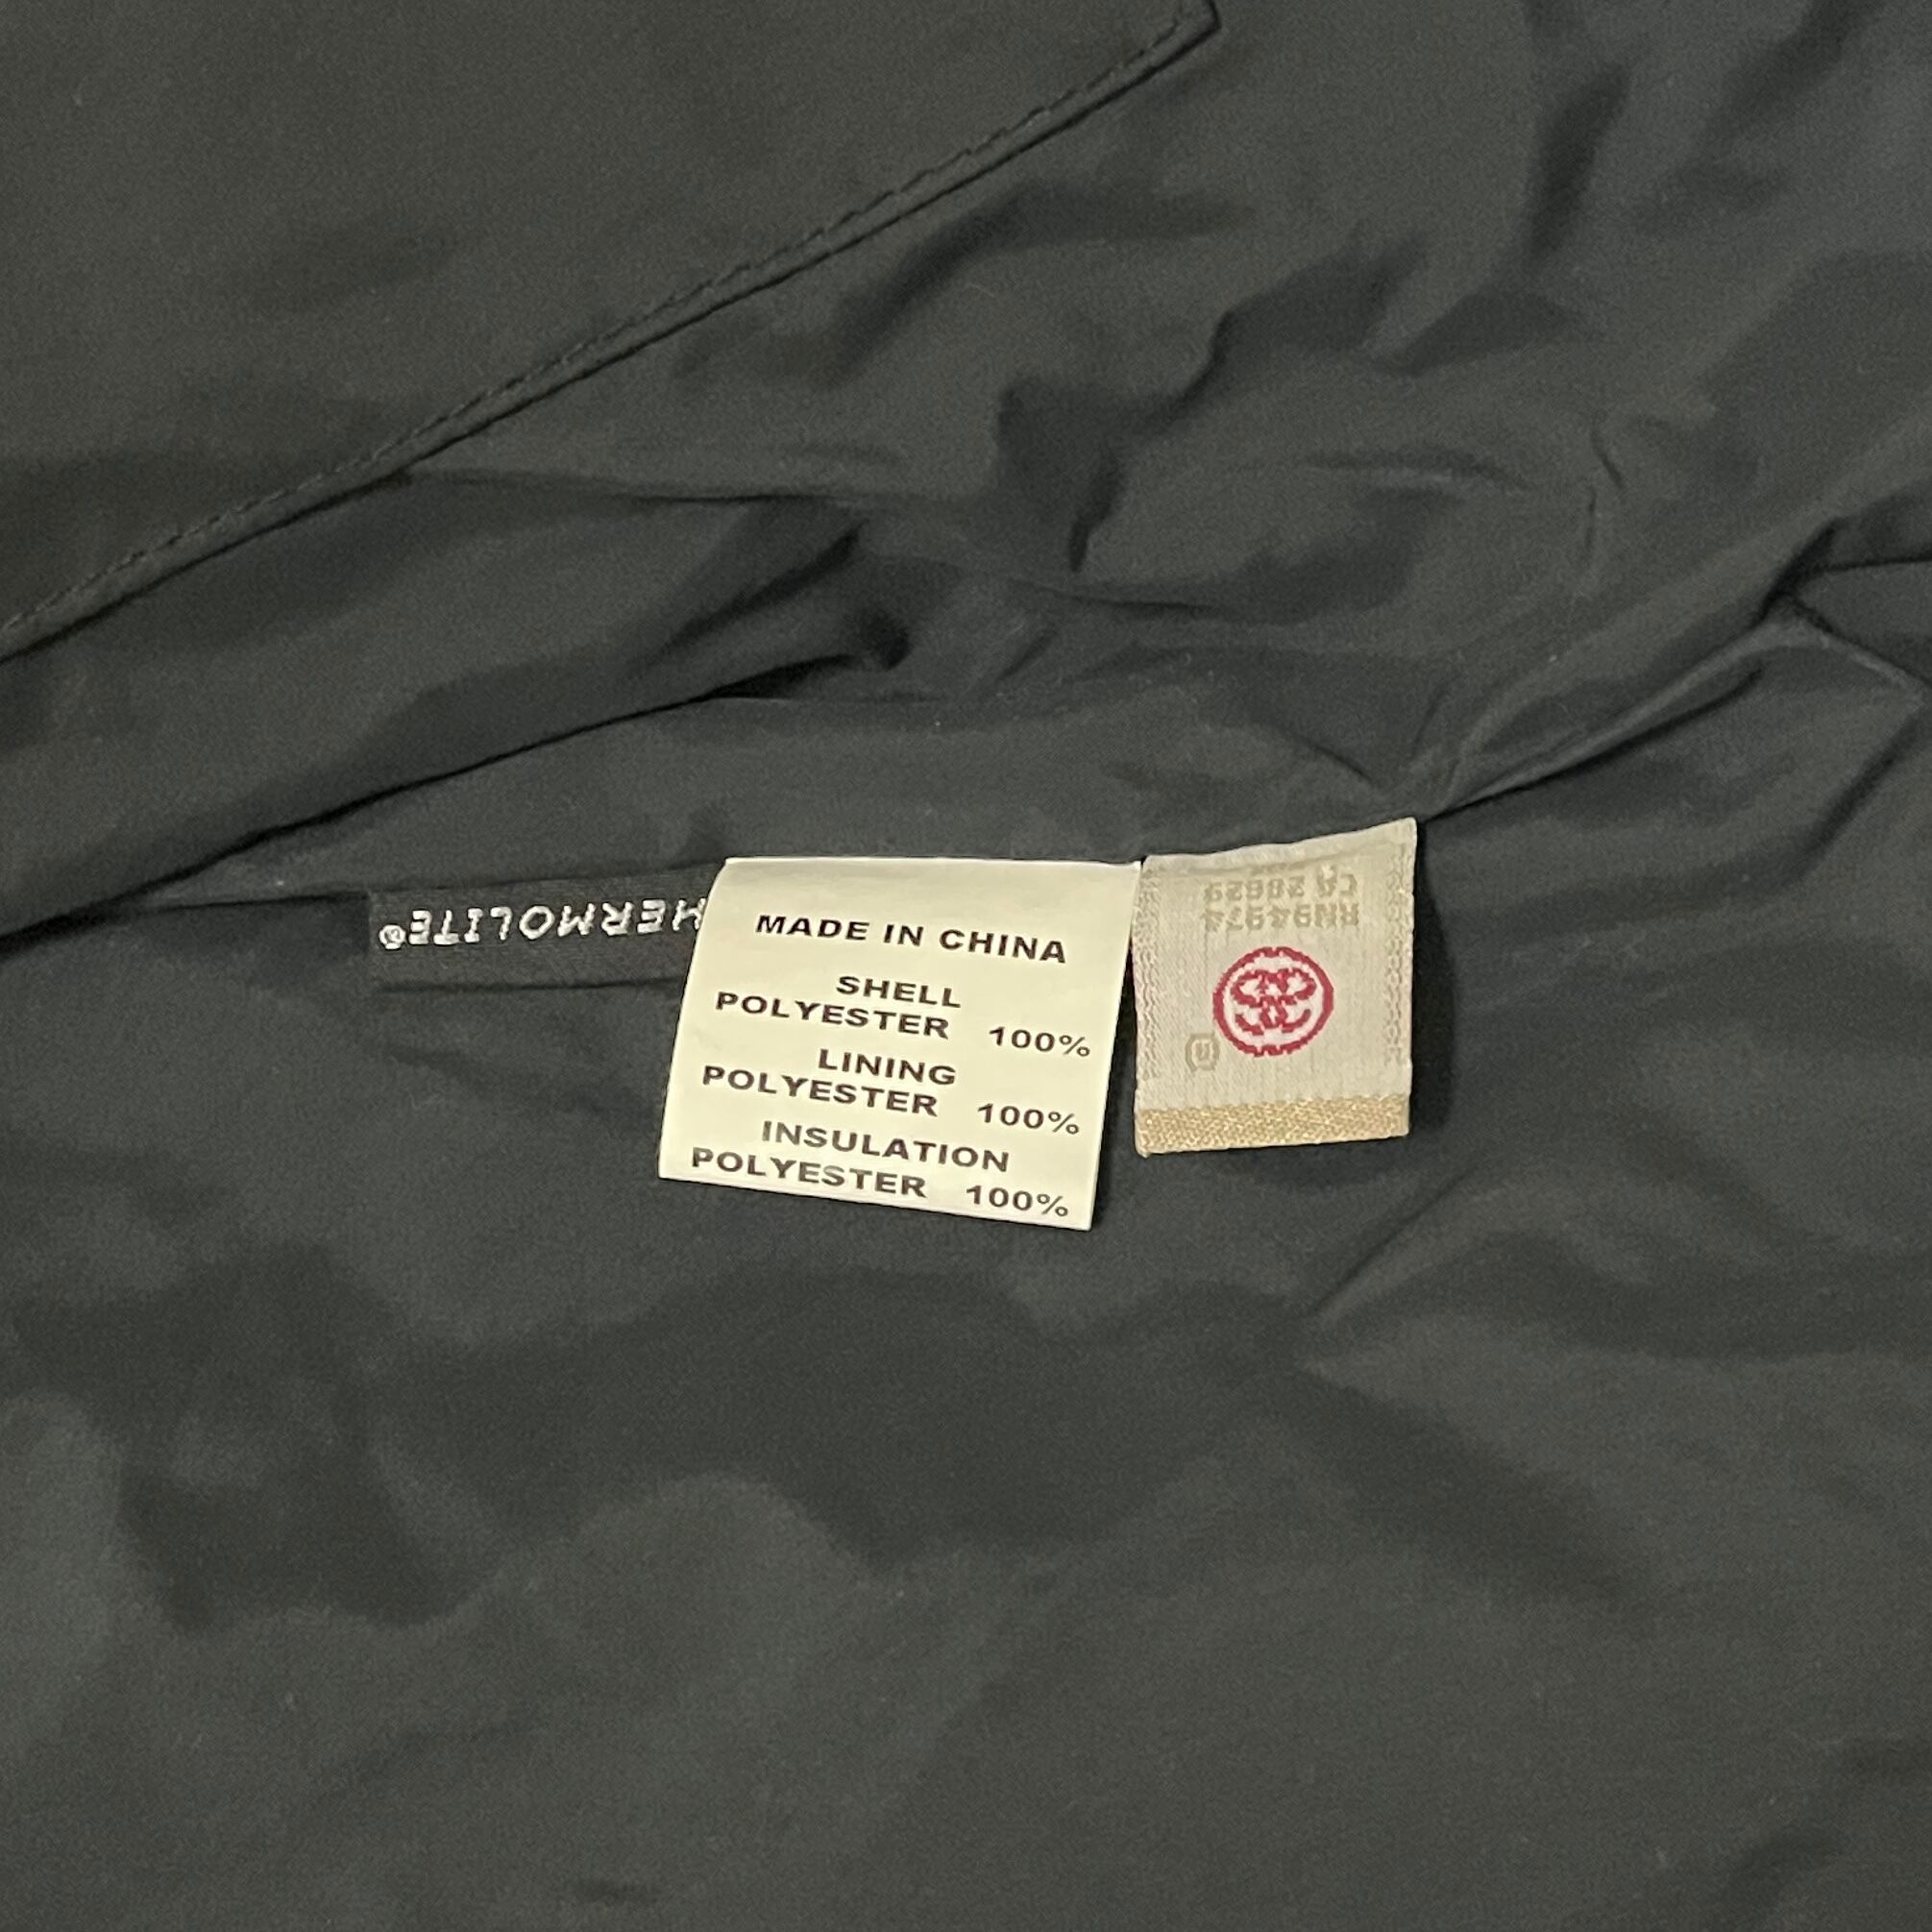 HERMOLITE®
MADE IN CHINA
SHELL
POLYESTER 100%
LINING
POLYESTER 100%
INSULATION
POLYESTER 100%
RN94974
CA 28629